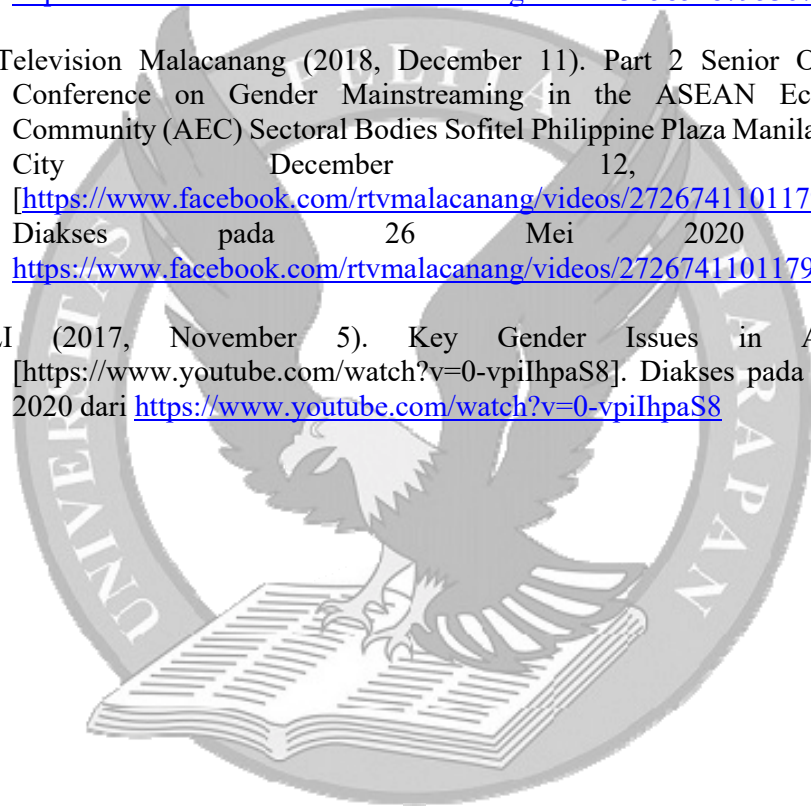 Television Malacanang (2018, December 11). Part 2 Senior
Conference on Gender Mainstreaming in the ASEAN
Community (AEC) Sectoral Bodies Sofitel Philippine Plaza Manila
City December 12,
[https://www.facebook.com/rtvmalacanang/videos/272674110117
Diakses pada 26 Mei 2020
https://www.facebook.com/rtvmalacanang/videos/2726741101179
(2017, November 5). Key Gender Issues in
[https://www.youtube.com/watch?v=0-vpiIhpaS8]. Diakses pada
2020 dari https://www.youtube.com/watch?v=0-vpiIhpaS8
UNIVERSITAS PELITA HARAPAN